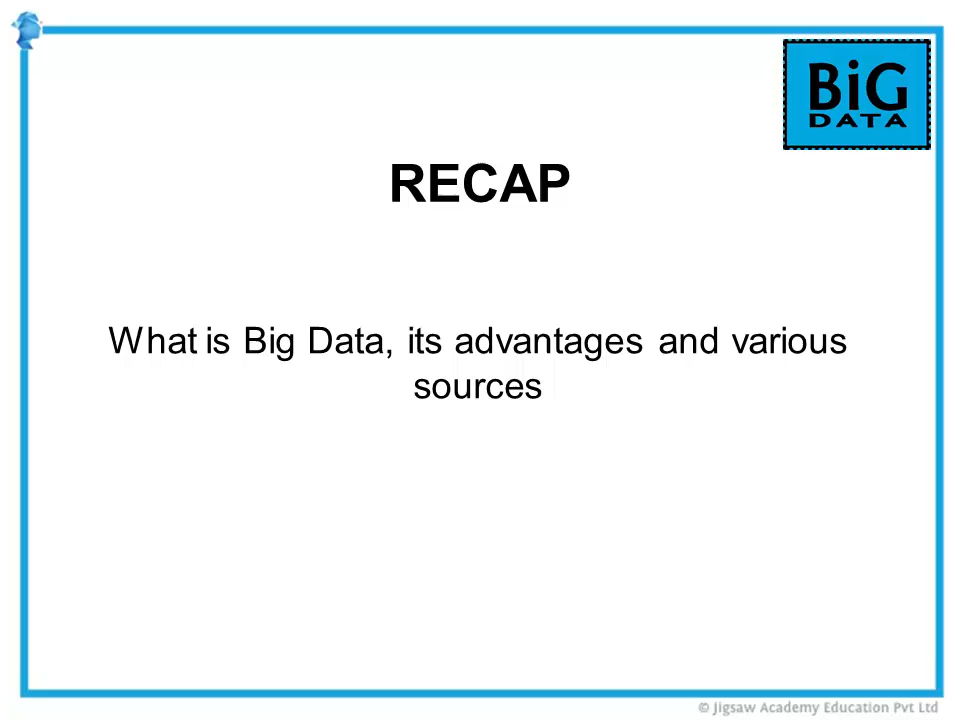 BiG
DATA
RECAP
What is Big Data, its advantages and various
sources
© Jigsaw Academy Education Pvt Ltd